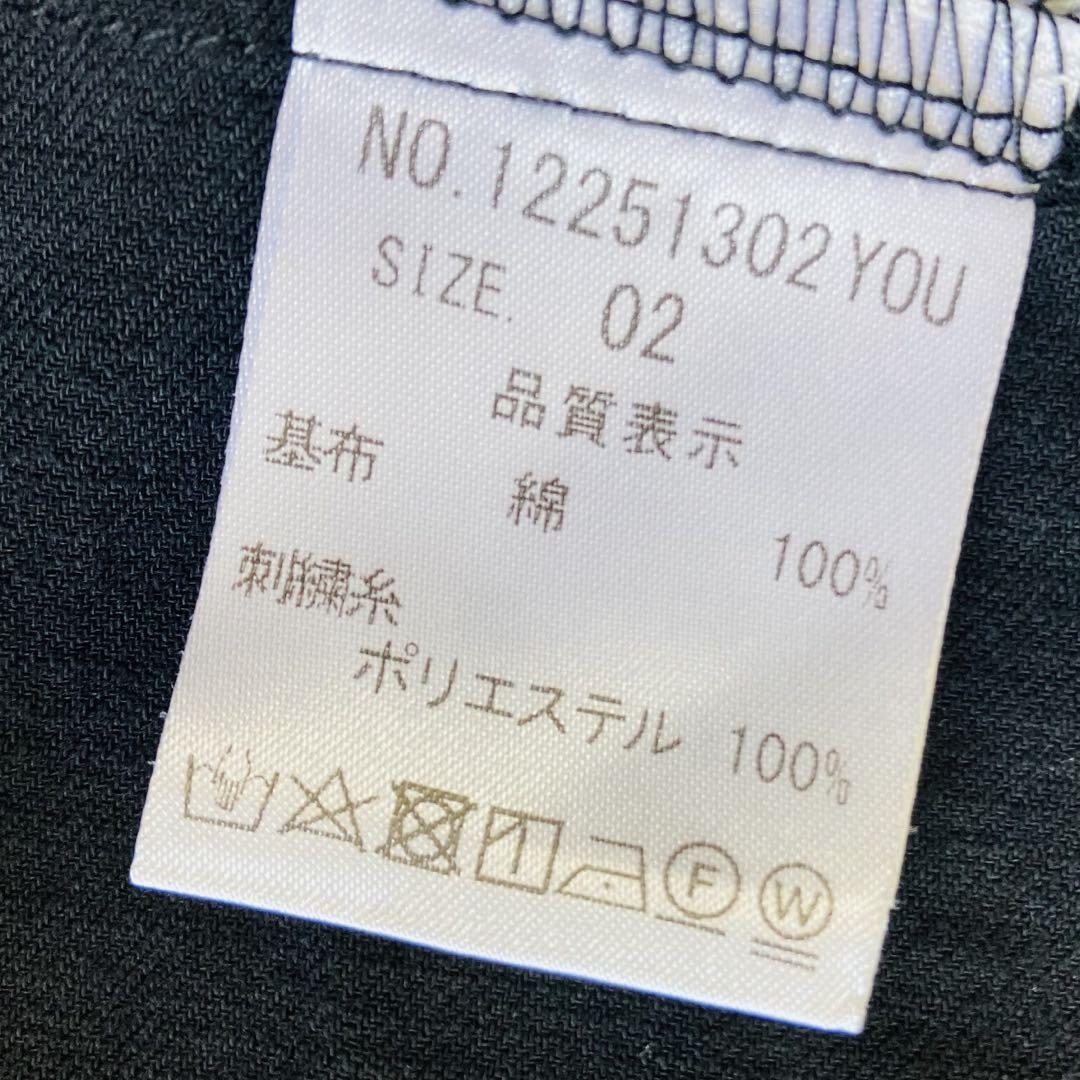 NO.12251302YOU
SIZE. 02
品質表示
基布 綿 100%
刺繍糸
ポリエステル 100%
F W